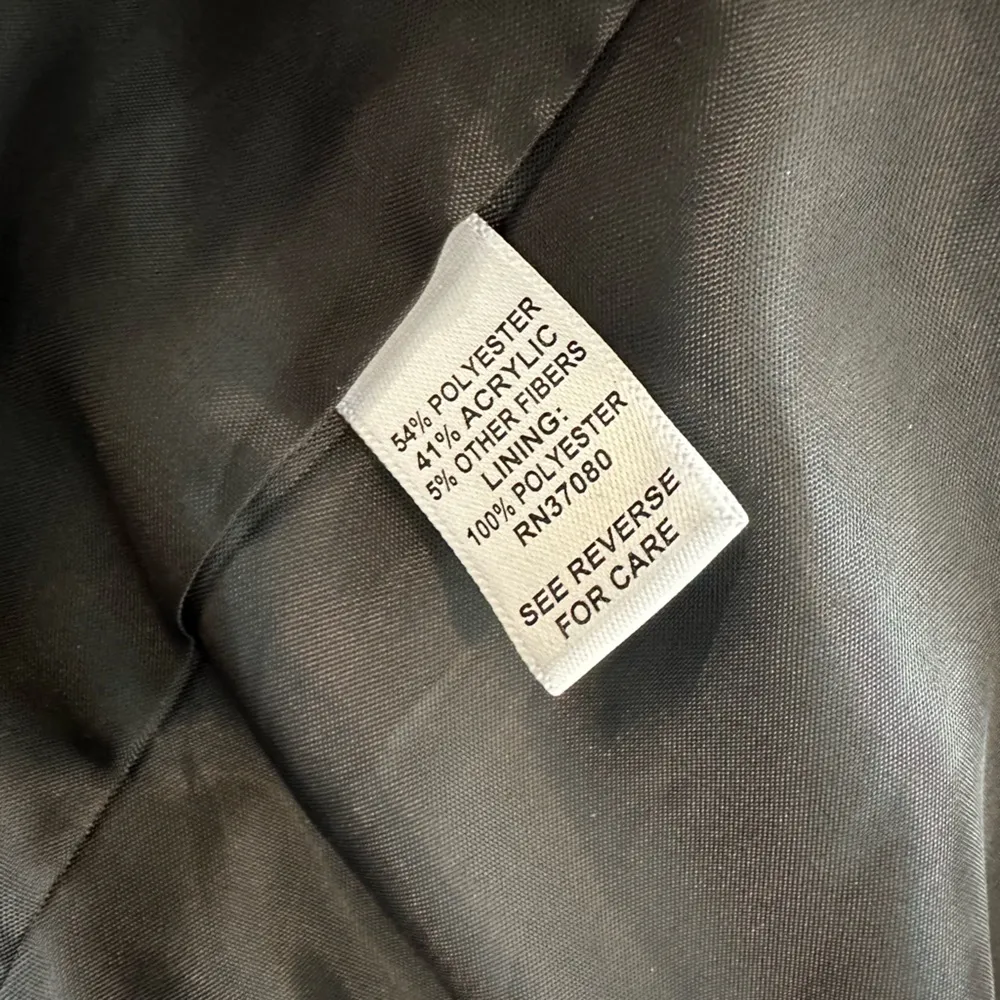 54% POLYESTER
41% ACRYLIC
5% OTHER FIBERS
LINING:
100% POLYESTER
RN37080
SEE REVERSE
FOR CARE